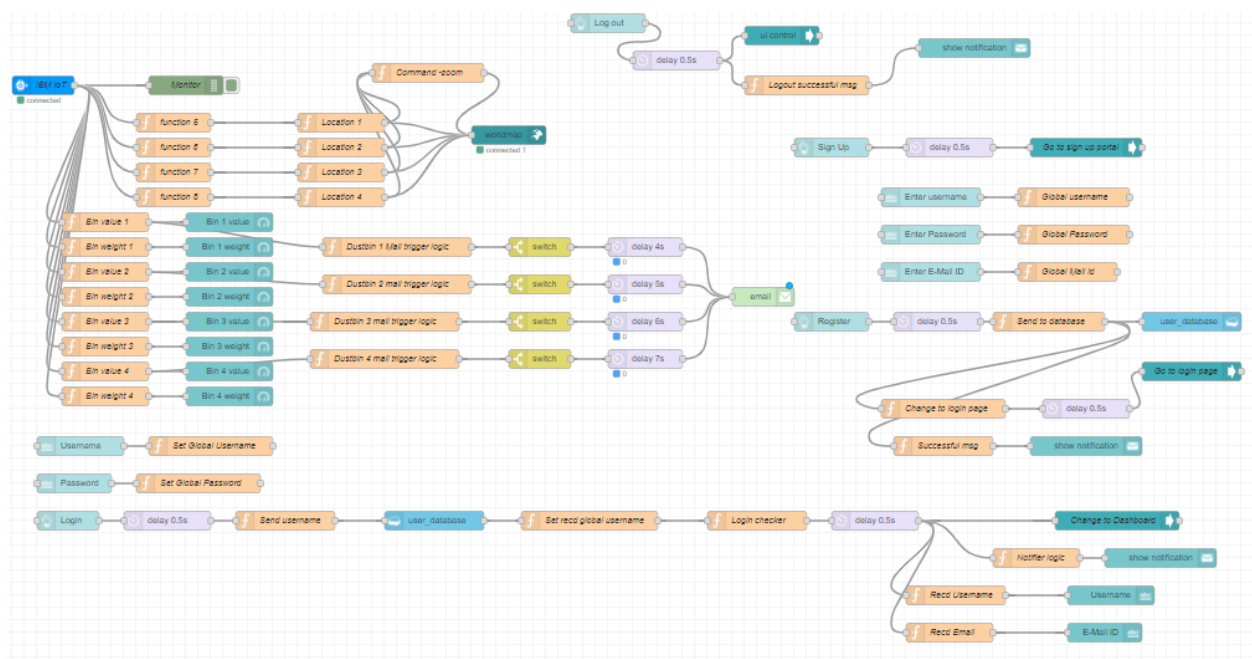 Log out
delay 0.5s
ui control
Logout successful msg
show notification
IBM IoT
connected
Monitor
Command -zoom
function 5
Location 1
function 6
Location 2
function 7
Location 3
function 8
Location 4
worldmap
connected 1
Sign Up
delay 0.5s
Go to sign up portal
Enter username
Global username
Enter Password
Global Password
Enter E-Mail ID
Global Mail Id
Bin value 1
Bin 1 value
Bin weight 1
Bin 1 weight
Dustbin 1 Mail trigger logic
switch
delay 4s
0
Bin value 2
Bin 2 value
Bin weight 2
Bin 2 weight
Dustbin 2 mail trigger logic
switch
delay 5s
0
Bin value 3
Bin 3 value
Bin weight 3
Bin 3 weight
Dustbin 3 mail trigger logic
switch
delay 6s
0
Bin value 4
Bin 4 value
Bin weight 4
Bin 4 weight
Dustbin 4 mail trigger logic
switch
delay 7s
0
email
Register
delay 0.5s
Send to database
user_database
Go to login page
Change to login page
delay 0.5s
Successful msg
show notification
Username
Set Global Username
Password
Set Global Password
Login
delay 0.5s
Send username
user_database
Set recd global username
Login checker
delay 0.5s
Change to Dashboard
Notifier logic
show notification
Recd Username
Username
Recd Email
E-Mail ID